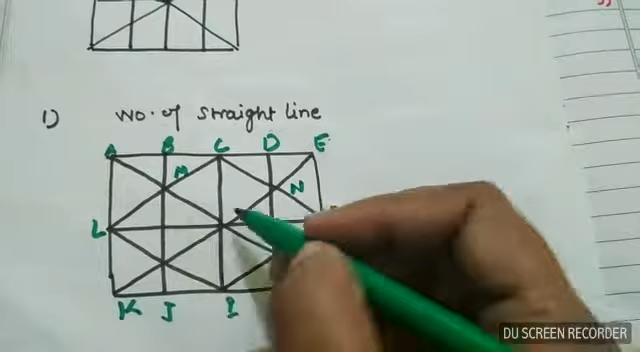 1) No. of straight line
A B C D E
M
N
L
K J I
DU SCREEN RECORDER